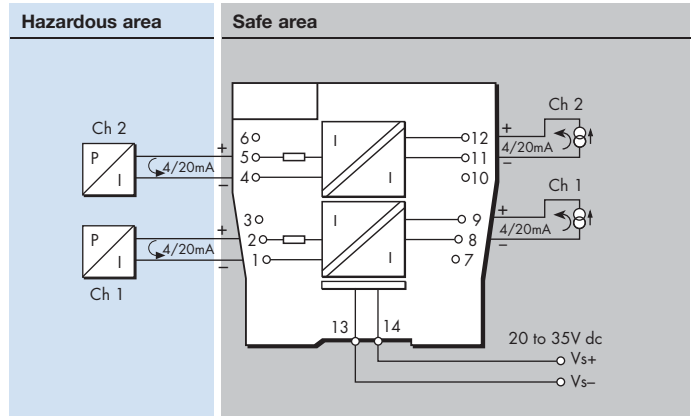 Hazardous area
Safe area
Ch 2
P
I
+
4/20mA
–
6
5
4
I
I
12
11
10
+
4/20mA
–
Ch 2
Ch 1
P
I
+
4/20mA
–
3
2
1
I
I
9
8
7
+
4/20mA
–
Ch 1
13
14
20 to 35V dc
Vs+
Vs–